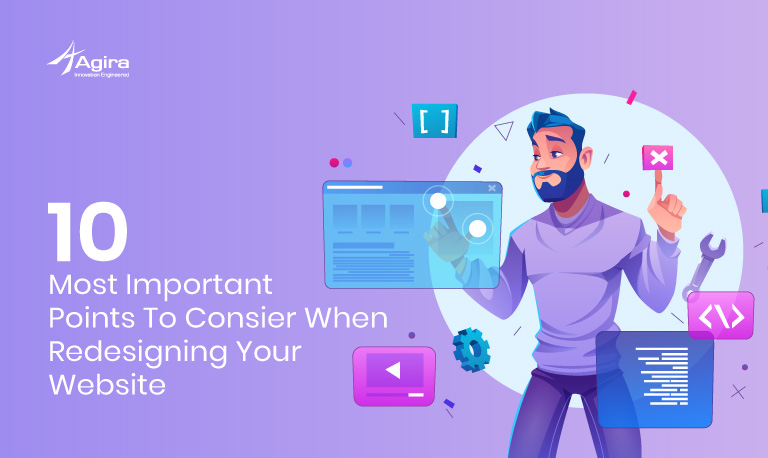 Agira
Innovation Engineered
10
Most Important
Points To Consier When
Redesigning Your
Website
[ ]
<\>